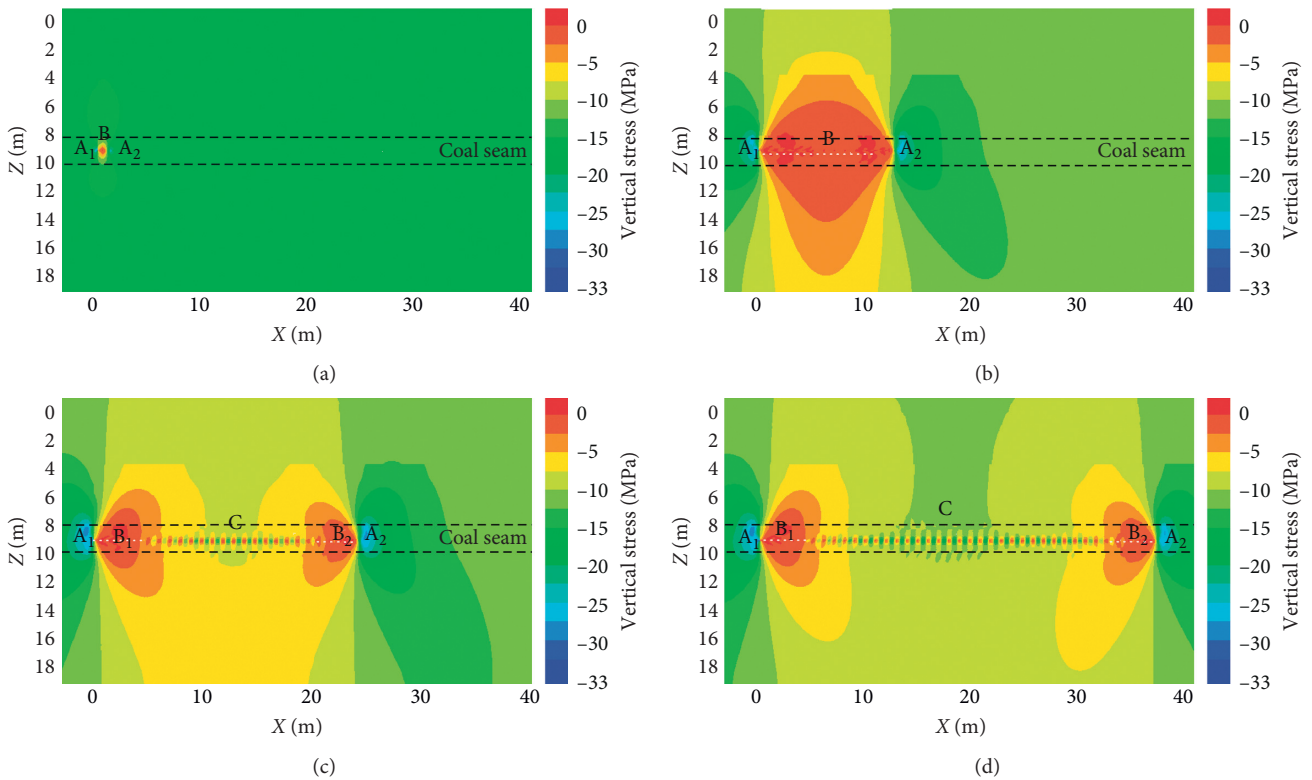 0
2
4
6
8
10
12
14
16
18
Z (m)
B
A1 A2
Coal seam
0 10 20 30 40
X (m)
0
–5
–10
–15
–20
–25
–30
–33
Vertical stress (MPa)
(a)
0
2
4
6
8
10
12
14
16
18
Z (m)
B
A1 A2
Coal seam
0 10 20 30 40
X (m)
0
–5
–10
–15
–20
–25
–30
–33
Vertical stress (MPa)
(b)
0
2
4
6
8
10
12
14
16
18
Z (m)
C
A1 B1 B2 A2
Coal seam
0 10 20 30 40
X (m)
0
–5
–10
–15
–20
–25
–30
–33
Vertical stress (MPa)
(c)
0
2
4
6
8
10
12
14
16
18
Z (m)
C
A1 B1 B2 A2
0 10 20 30 40
X (m)
0
–5
–10
–15
–20
–25
–30
–33
Vertical stress (MPa)
(d)